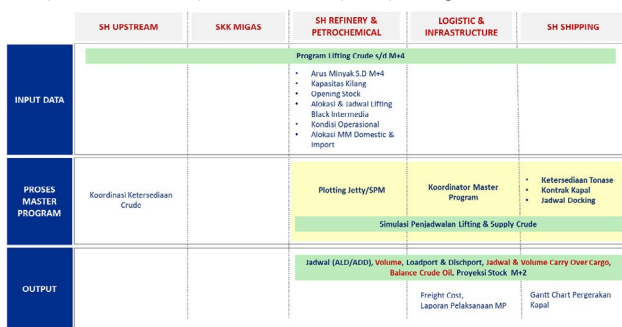 SH UPSTREAM
SKK MIGAS
SH REFINERY &
PETROCHEMICAL
LOGISTIC &
INFRASTRUCTURE
SH SHIPPING
INPUT DATA
Program Lifting Crude s/d M+4
• Arus Minyak S.D M+4
• Kapasitas Kilang
• Opening Stock
• Alokasi & Jadwal Lifting
Black Intermedia
• Kondisi Operasional
• Alokasi MM Domestic &
Import
PROSES
MASTER
PROGRAM
Koordinasi Ketersediaan
Crude
Plotting Jetty/SPM
Koordinator Master
Program
• Ketersediaan Tonase
• Kontrak Kapal
• Jadwal Docking
Simulasi Penjadwalan Lifting & Supply Crude
OUTPUT
Jadwal (ALD/ADD), Volume, Loadport & Dischport, Jadwal & Volume Carry Over Cargo,
Balance Crude Oil, Proyeksi Stock M+2
Freight Cost,
Laporan Pelaksanaan MP
Gantt Chart Pergerakan
Kapal